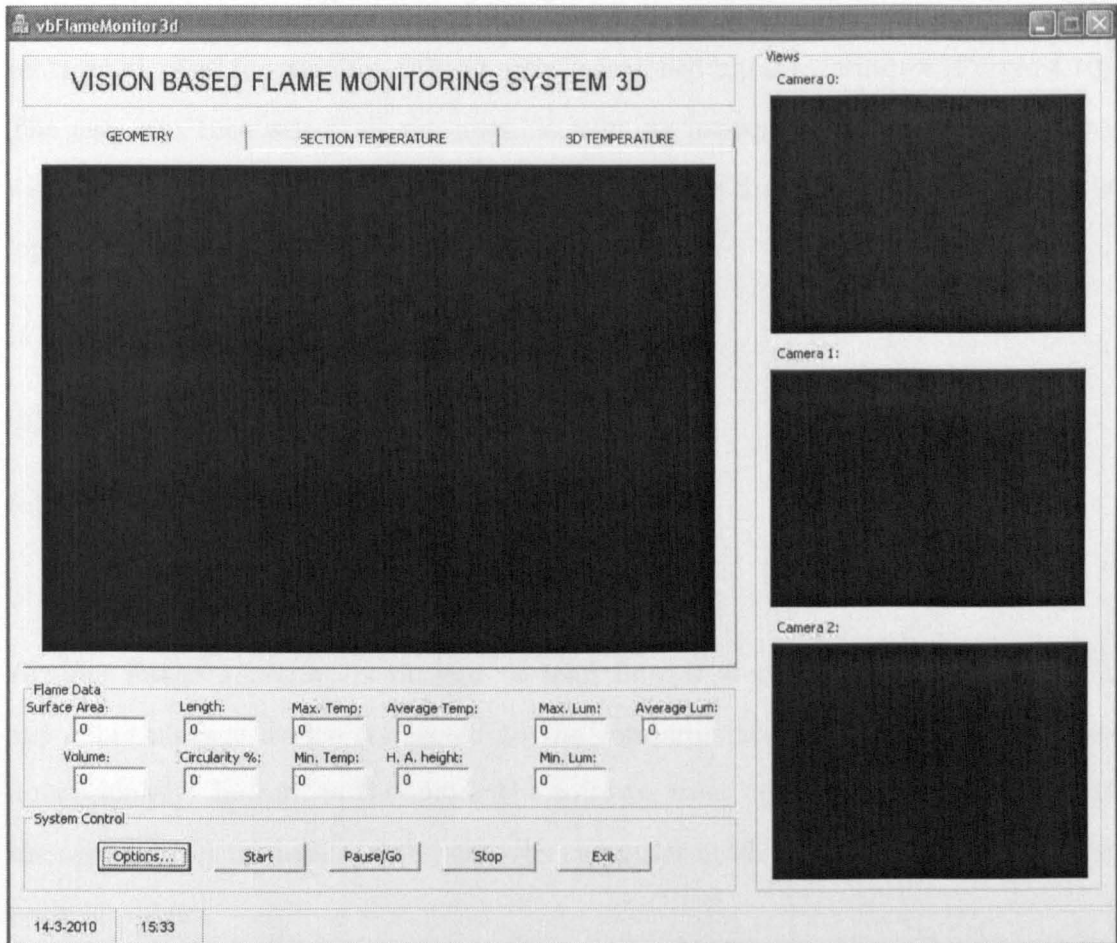 vbFlameMonitor 3d
VISION BASED FLAME MONITORING SYSTEM 3D
GEOMETRY
SECTION TEMPERATURE
3D TEMPERATURE
Views
Camera 0:
Camera 1:
Camera 2:
Flame Data
Surface Area: Length: Max. Temp: Average Temp: Max. Lum: Average Lum:
0 0 0 0 0 0
Volume: Circularity %: Min. Temp: H. A. height: Min. Lum:
0 0 0 0 0
System Control
Options... Start Pause/Go Stop Exit
14-3-2010 15:33